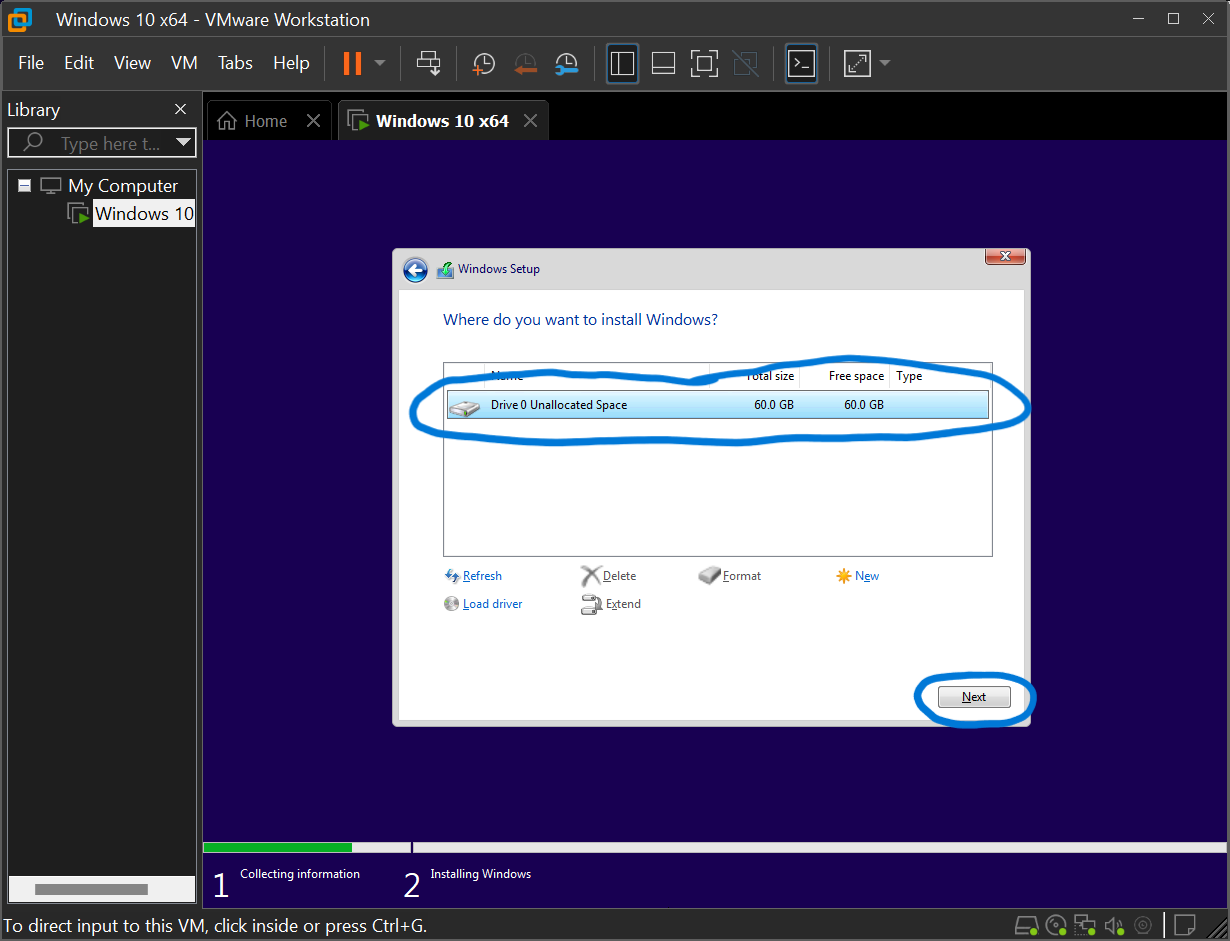 Windows 10 x64 - VMware Workstation
File Edit View VM Tabs Help
Library
Home
Windows 10 x64
Type here t...
My Computer
Windows 10
Windows Setup
Where do you want to install Windows?
Name Total size Free space Type
Drive 0 Unallocated Space 60.0 GB 60.0 GB
Refresh Delete Format New
Load driver Extend
Next
1 Collecting information 2 Installing Windows
To direct input to this VM, click inside or press Ctrl+G.